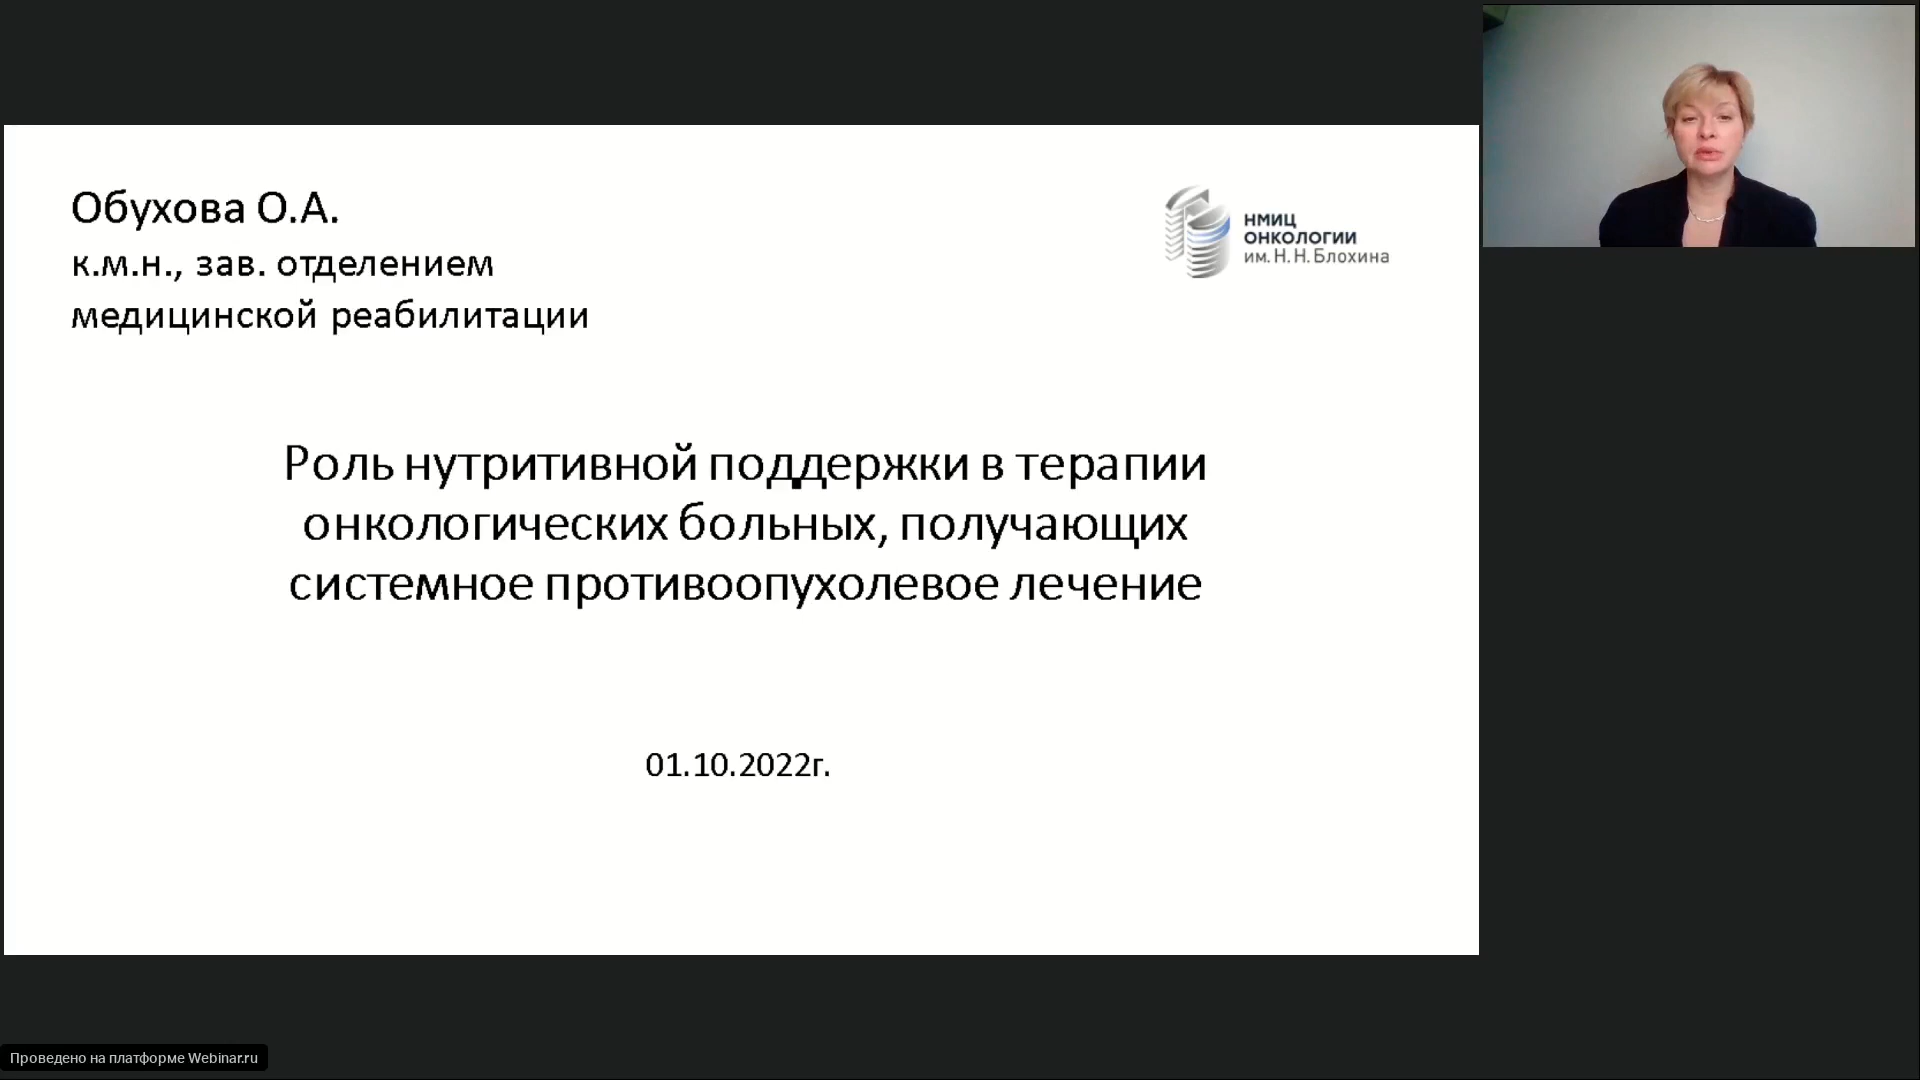 Обухова О.А.
к.м.н., зав. отделением
медицинской реабилитации
НМИЦ
ОНКОЛОГИИ
им. Н. Н. Блохина
Роль нутритивной поддержки в терапии
онкологических больных, получающих
системное противоопухолевое лечение
01.10.2022г.
Проведено на платформе Webinar.ru